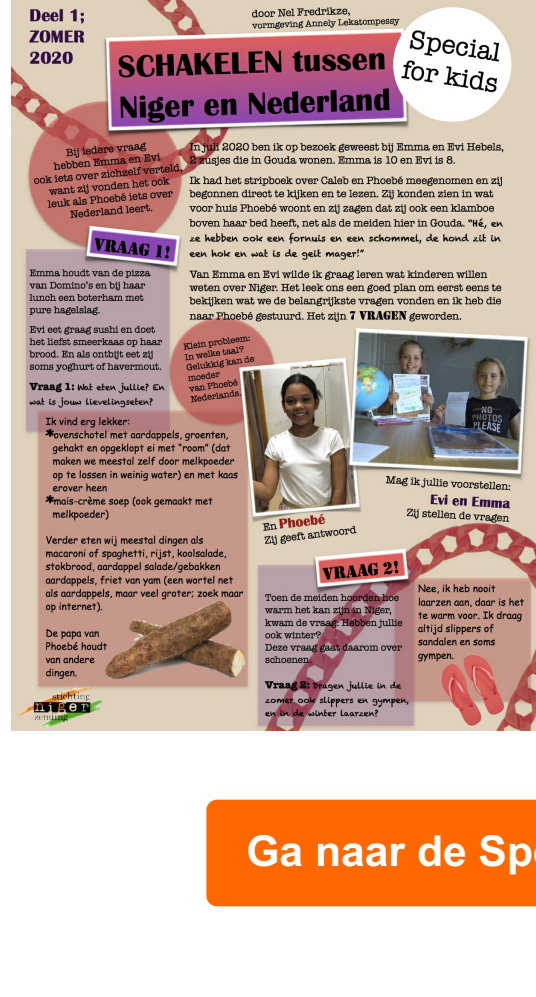 Deel 1;
ZOMER
2020
door Nel Fredrikze,
vormgeving Annely Lekatompessy
SCHAKELEN tussen
Niger en Nederland
Special
for kids
Bij iedere vraag
hebben Emma en Evi
ook iets over zichzelf verteld,
want zij vonden het ook
leuk als Phoebé iets over
Nederland leert.
In juli 2020 ben ik op bezoek geweest bij Emma en Evi Hebels,
2 zusjes die in Gouda wonen. Emma is 10 en Evi is 8.
Ik had het stripboek over Caleb en Phoebé meegenomen en zij
begonnen direct te kijken en te lezen. Zij konden zien in wat
voor huis Phoebé woont en zij zagen dat zij ook een klamboe
boven haar bed heeft, net als de meiden hier in Gouda. "Hé, en
ze hebben ook een fornuis en een schommel, de hond zit in
een hok en wat is de geit mager!"
Van Emma en Evi wilde ik graag leren wat kinderen willen
weten over Niger. Het leek ons een goed plan om eerst eens te
bekijken wat we de belangrijkste vragen vonden en ik heb die
naar Phoebé gestuurd. Het zijn 7 VRAGEN geworden.
VRAAG 1!
Emma houdt van de pizza
van Domino's en bij haar
lunch een boterham met
pure hagelslag.
Evi eet graag sushi en doet
het liefst smeerkaas op haar
brood. En als ontbijt eet zij
soms yoghurt of havermout.
Vraag 1: Wat eten jullie? En
wat is jouw lievelingseten?
Klein probleem:
In welke taal?
Gelukkig kan de
moeder
van Phoebé
Nederlands.
Ik vind erg lekker:
*ovenschotel met aardappels, groenten,
gehakt en opgeklopt ei met "room" (dat
maken we meestal zelf door melkpoeder
op te lossen in weinig water) en met kaas
erover heen
*mais-crème soep (ook gemaakt met
melkpoeder)
Verder eten wij meestal dingen als
macaroni of spaghetti, rijst, koolsalade,
stokbrood, aardappel salade/gebakken
aardappels, friet van yam (een wortel net
als aardappels, maar veel groter; zoek maar
op internet).
De papa van
Phoebé houdt
van andere
dingen.
NO
PHOTOS
PLEASE
Mag ik jullie voorstellen:
Evi en Emma
Zij stellen de vragen
En Phoebé
Zij geeft antwoord
VRAAG 2!
Toen de meiden hoorden hoe
warm het kan zijn in Niger,
kwam de vraag: Hebben jullie
ook winter?
Deze vraag gaat daarom over
schoenen.
Vraag 2: Dragen jullie in de
zomer ook slippers en gympen,
en in de winter laarzen?
Nee, ik heb nooit
laarzen aan, daar is het
te warm voor. Ik draag
altijd slippers of
sandalen en soms
gympen.
stichting
niger
zending
Ga naar de Spe